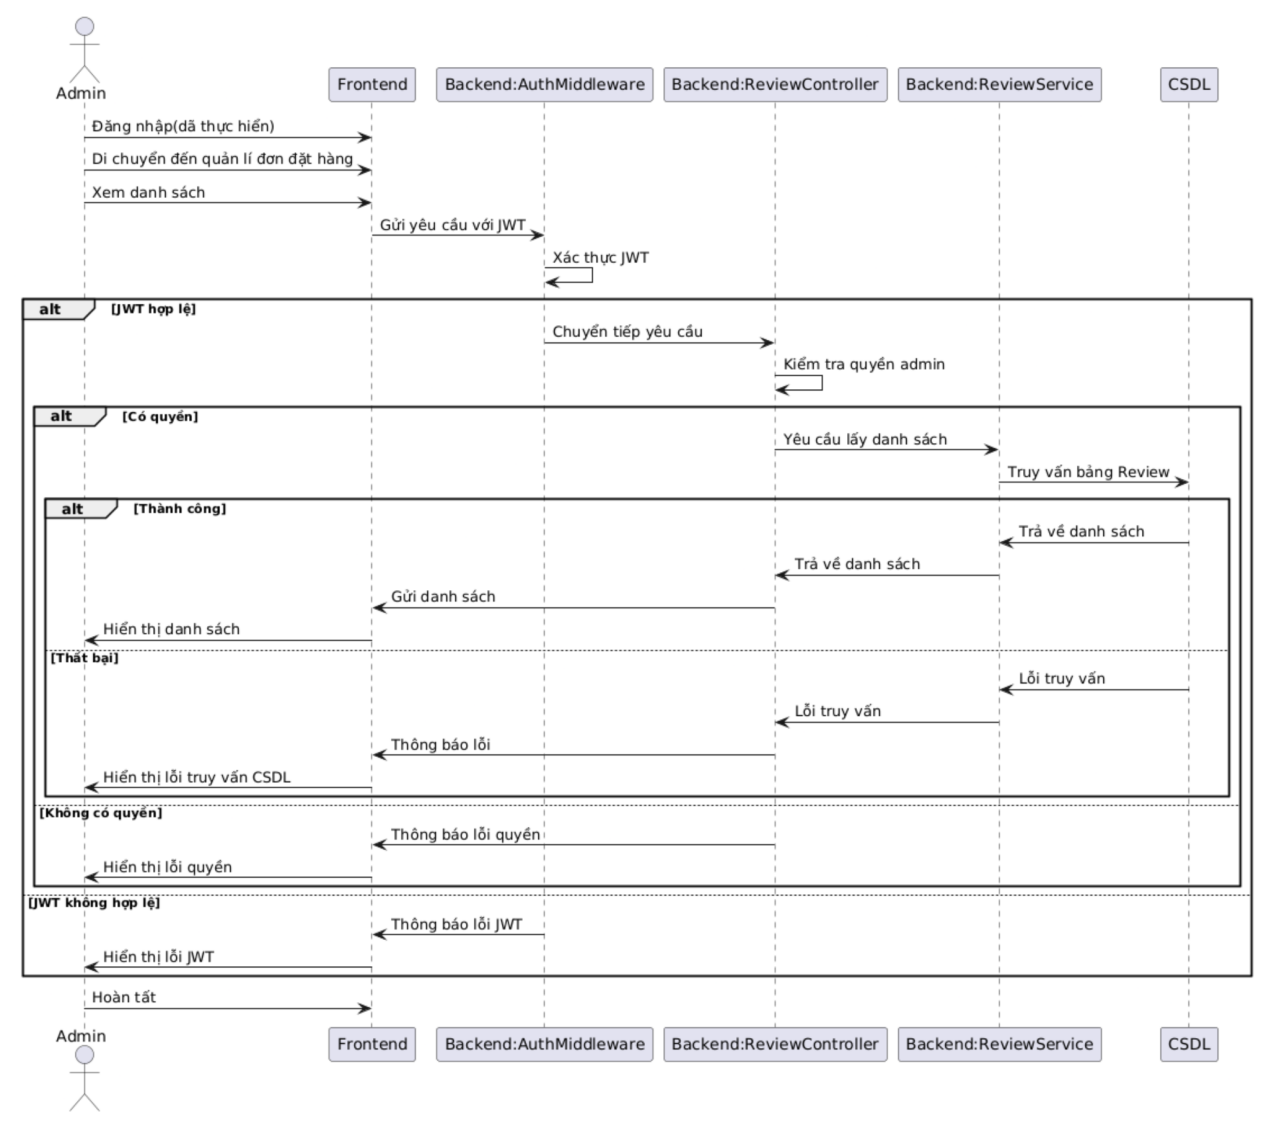 Admin
Frontend
Backend:AuthMiddleware
Backend:ReviewController
Backend:ReviewService
CSDL
Đăng nhập(dã thực hiển)
Di chuyển đến quản lí đơn đặt hàng
Xem danh sách
Gửi yêu cầu với JWT
Xác thực JWT
alt [JWT hợp lệ]
Chuyển tiếp yêu cầu
Kiểm tra quyền admin
alt [Có quyền]
Yêu cầu lấy danh sách
Truy vấn bảng Review
alt [Thành công]
Trả về danh sách
Trả về danh sách
Gửi danh sách
Hiển thị danh sách
[Thất bại]
Lỗi truy vấn
Lỗi truy vấn
Thông báo lỗi
Hiển thị lỗi truy vấn CSDL
[Không có quyền]
Thông báo lỗi quyền
Hiển thị lỗi quyền
[JWT không hợp lệ]
Thông báo lỗi JWT
Hiển thị lỗi JWT
Hoàn tất
Admin
Frontend
Backend:AuthMiddleware
Backend:ReviewController
Backend:ReviewService
CSDL